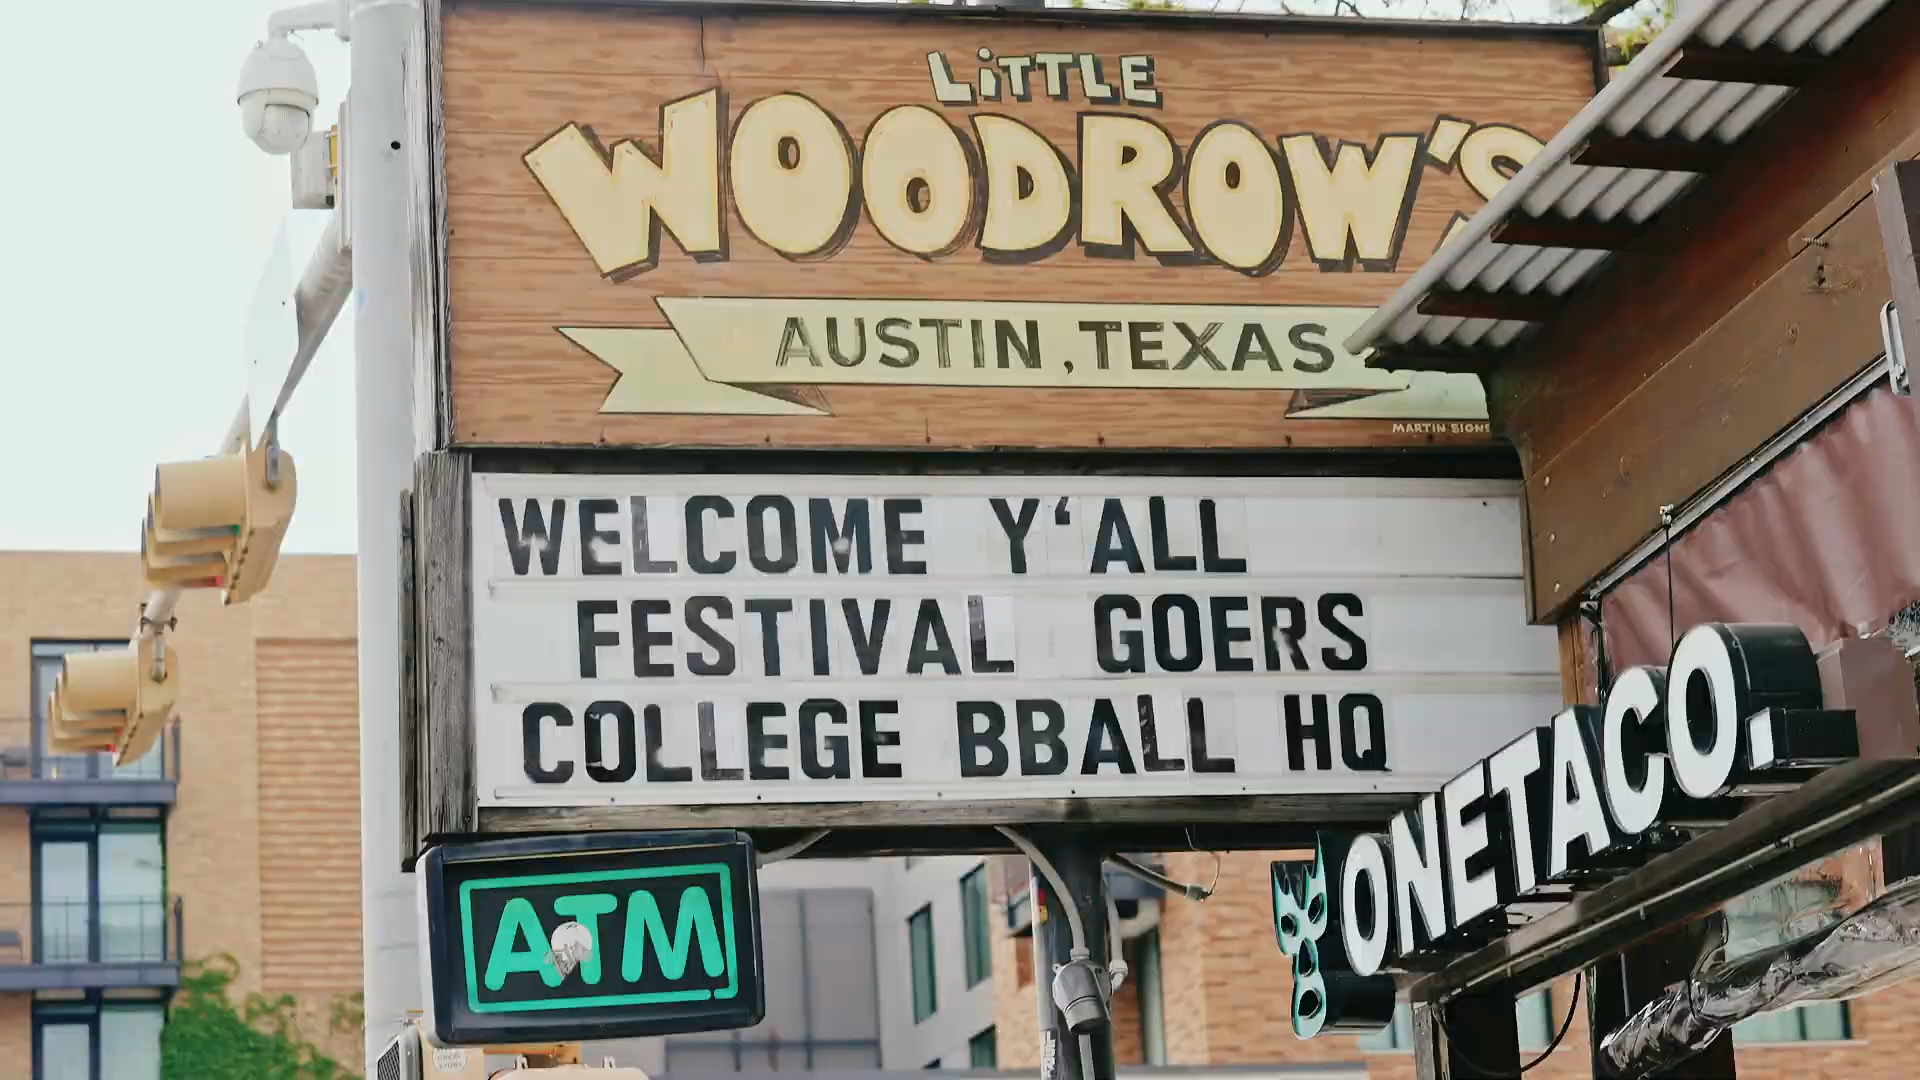 LiTTLE
WOODROW'S
AUSTIN, TEXAS
MARTIN SIGNS
WELCOME Y‘ALL
FESTIVAL GOERS
COLLEGE BBALL HQ
ONETACO.
ATM